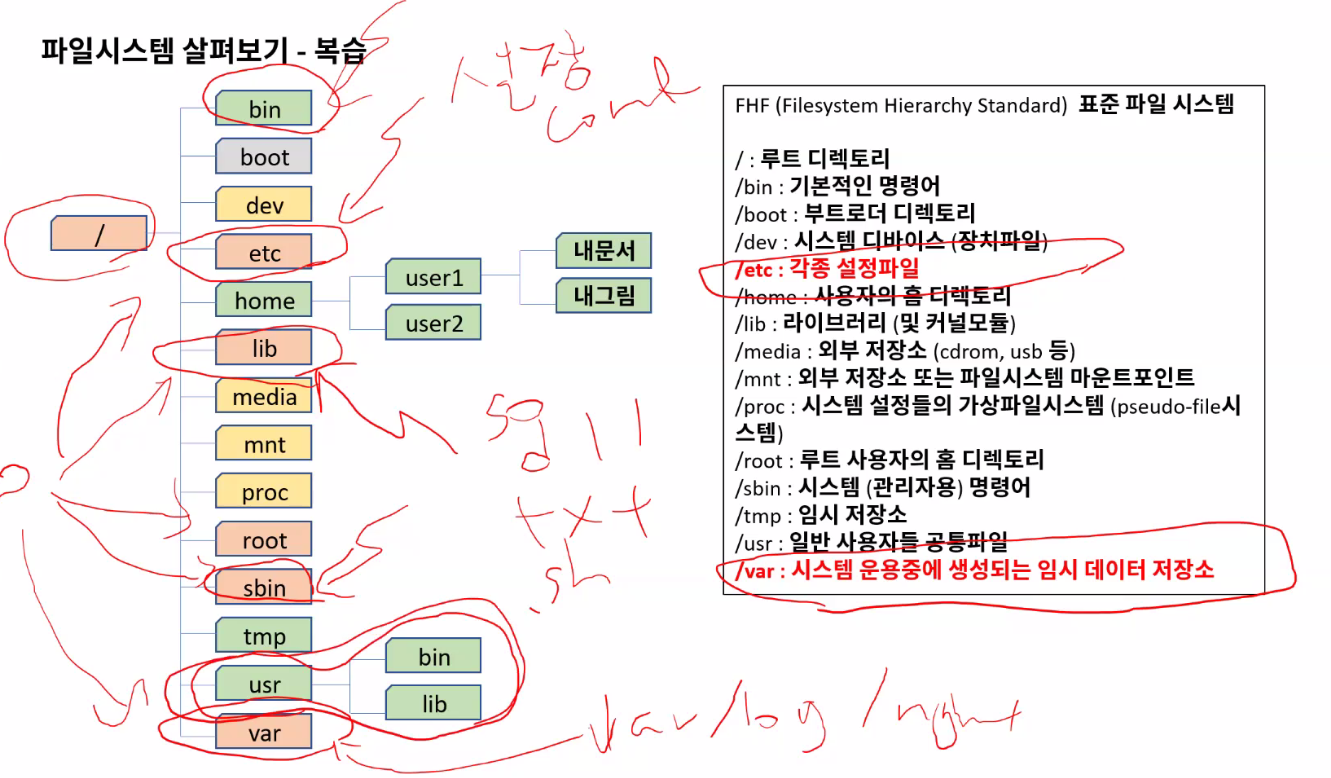 파일시스템 살펴보기 - 복습
/
bin
boot
dev
etc
home
user1
내문서
내그림
user2
lib
media
mnt
proc
root
sbin
tmp
usr
bin
lib
var
설정
txt
.sh
var/log/
FHF (Filesystem Hierarchy Standard) 표준 파일 시스템
/ : 루트 디렉토리
/bin : 기본적인 명령어
/boot : 부트로더 디렉토리
/dev : 시스템 디바이스 (장치파일)
/etc : 각종 설정파일
/home : 사용자의 홈 디렉토리
/lib : 라이브러리 (및 커널모듈)
/media : 외부 저장소 (cdrom, usb 등)
/mnt : 외부 저장소 또는 파일시스템 마운트포인트
/proc : 시스템 설정들의 가상파일시스템 (pseudo-file시
스템)
/root : 루트 사용자의 홈 디렉토리
/sbin : 시스템 (관리자용) 명령어
/tmp : 임시 저장소
/usr : 일반 사용자들 공통파일
/var : 시스템 운용중에 생성되는 임시 데이터 저장소